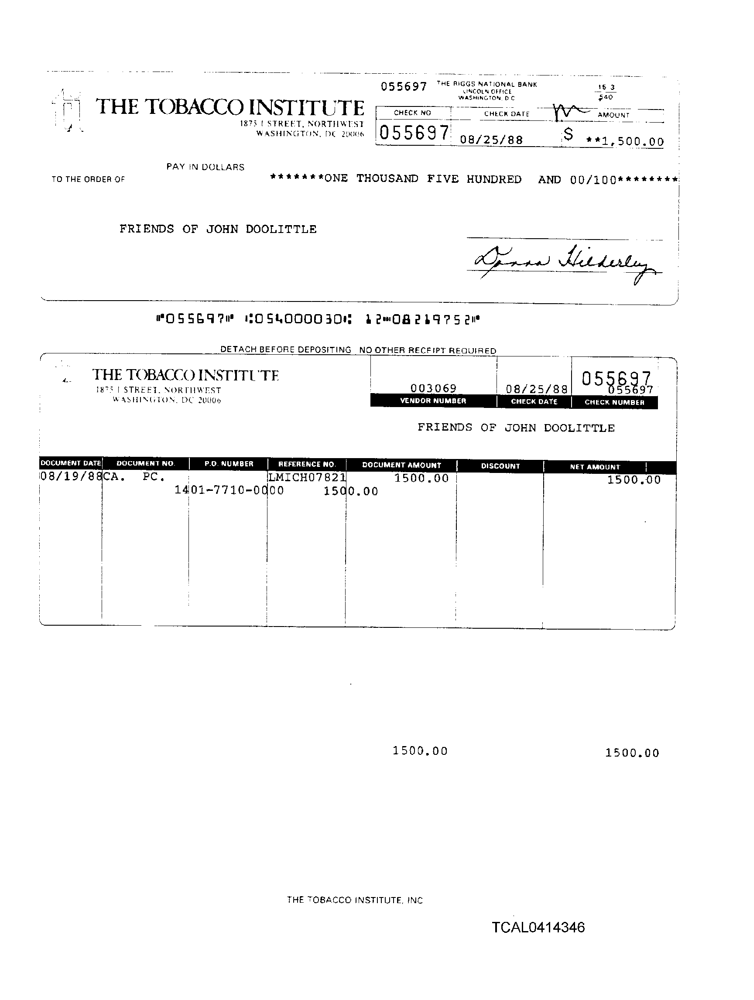 055697 THE RIGGS NATIONAL BANK
LINCOLN OFFICE
WASHINGTON, D.C.
15 3
540
THE TOBACCO INSTITUTE
1875 I STREET, NORTHWEST
WASHINGTON, DC 20006
CHECK NO CHECK DATE AMOUNT
055697 08/25/88 $ **1,500.00
PAY IN DOLLARS
TO THE ORDER OF *******ONE THOUSAND FIVE HUNDRED AND 00/100********
FRIENDS OF JOHN DOOLITTLE
Donna Hilderley
⑈055697⑈ ⑆054000030⑆ 12⑉08219752⑈
DETACH BEFORE DEPOSITING NO OTHER RECEIPT REQUIRED
THE TOBACCO INSTITUTE
1875 I STREET, NORTHWEST
WASHINGTON, DC 20006
003069 08/25/88 055697
055697
VENDOR NUMBER CHECK DATE CHECK NUMBER
FRIENDS OF JOHN DOOLITTLE
DOCUMENT DATE DOCUMENT NO. P.O. NUMBER REFERENCE NO. DOCUMENT AMOUNT DISCOUNT NET AMOUNT
08/19/88CA. PC. LMICH07821 1500.00 1500.00
1401-7710-0000 1500.00
1500.00 1500.00
THE TOBACCO INSTITUTE, INC
TCAL0414346